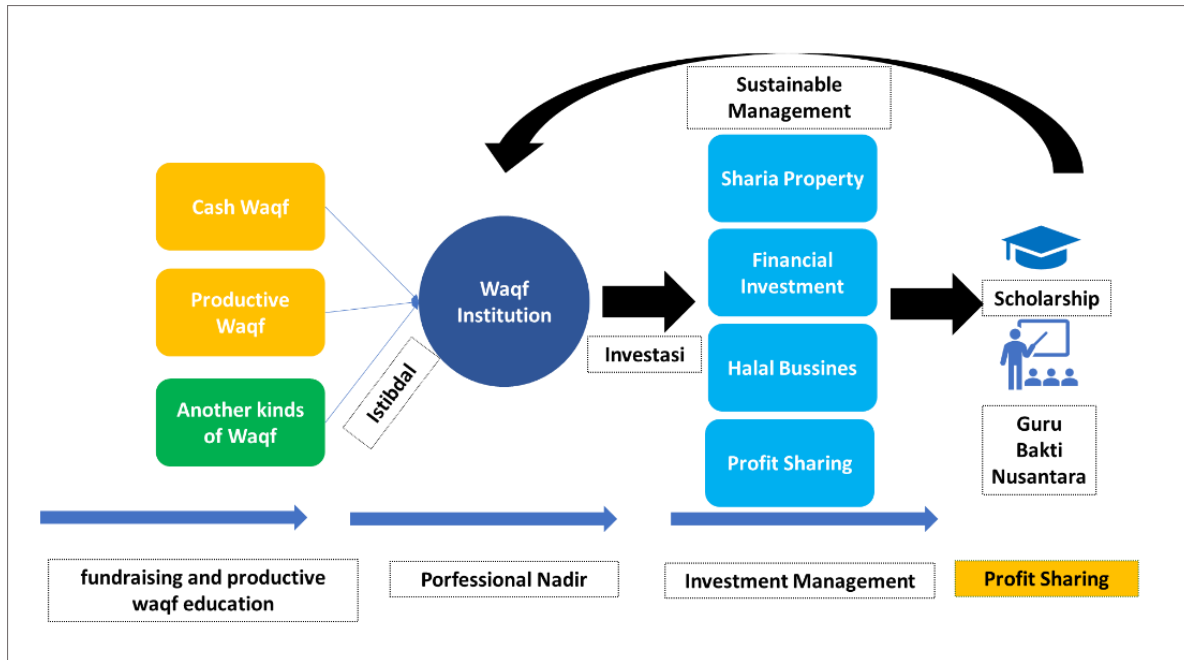 Sustainable
Management
Cash Waqf
Productive
Waqf
Another kinds
of Waqf
Istibdal
Waqf
Institution
Investasi
Sharia Property
Financial
Investment
Halal Bussines
Profit Sharing
Scholarship
Guru
Bakti
Nusantara
fundraising and productive
waqf education
Porfessional Nadir
Investment Management
Profit Sharing